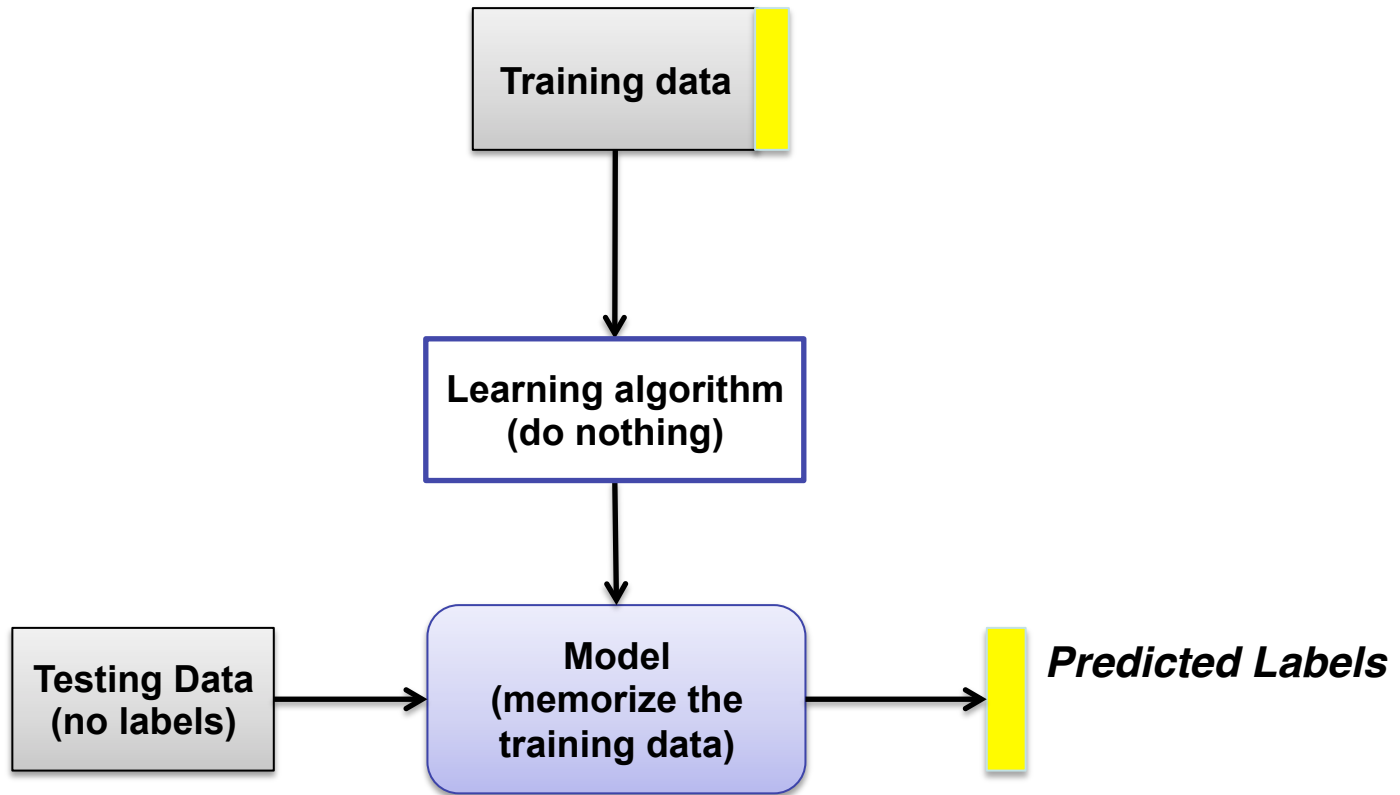 Training data
Learning algorithm
(do nothing)
Testing Data
(no labels)
Model
(memorize the
training data)
Predicted Labels